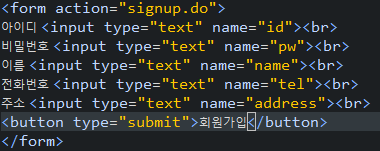 <form action="signup.do">
아이디 <input type="text" name="id"><br>
비밀번호 <input type="text" name="pw"><br>
이름 <input type="text" name="name"><br>
전화번호 <input type="text" name="tel"><br>
주소 <input type="text" name="address"><br>
<button type="submit">회원가입</button>
</form>